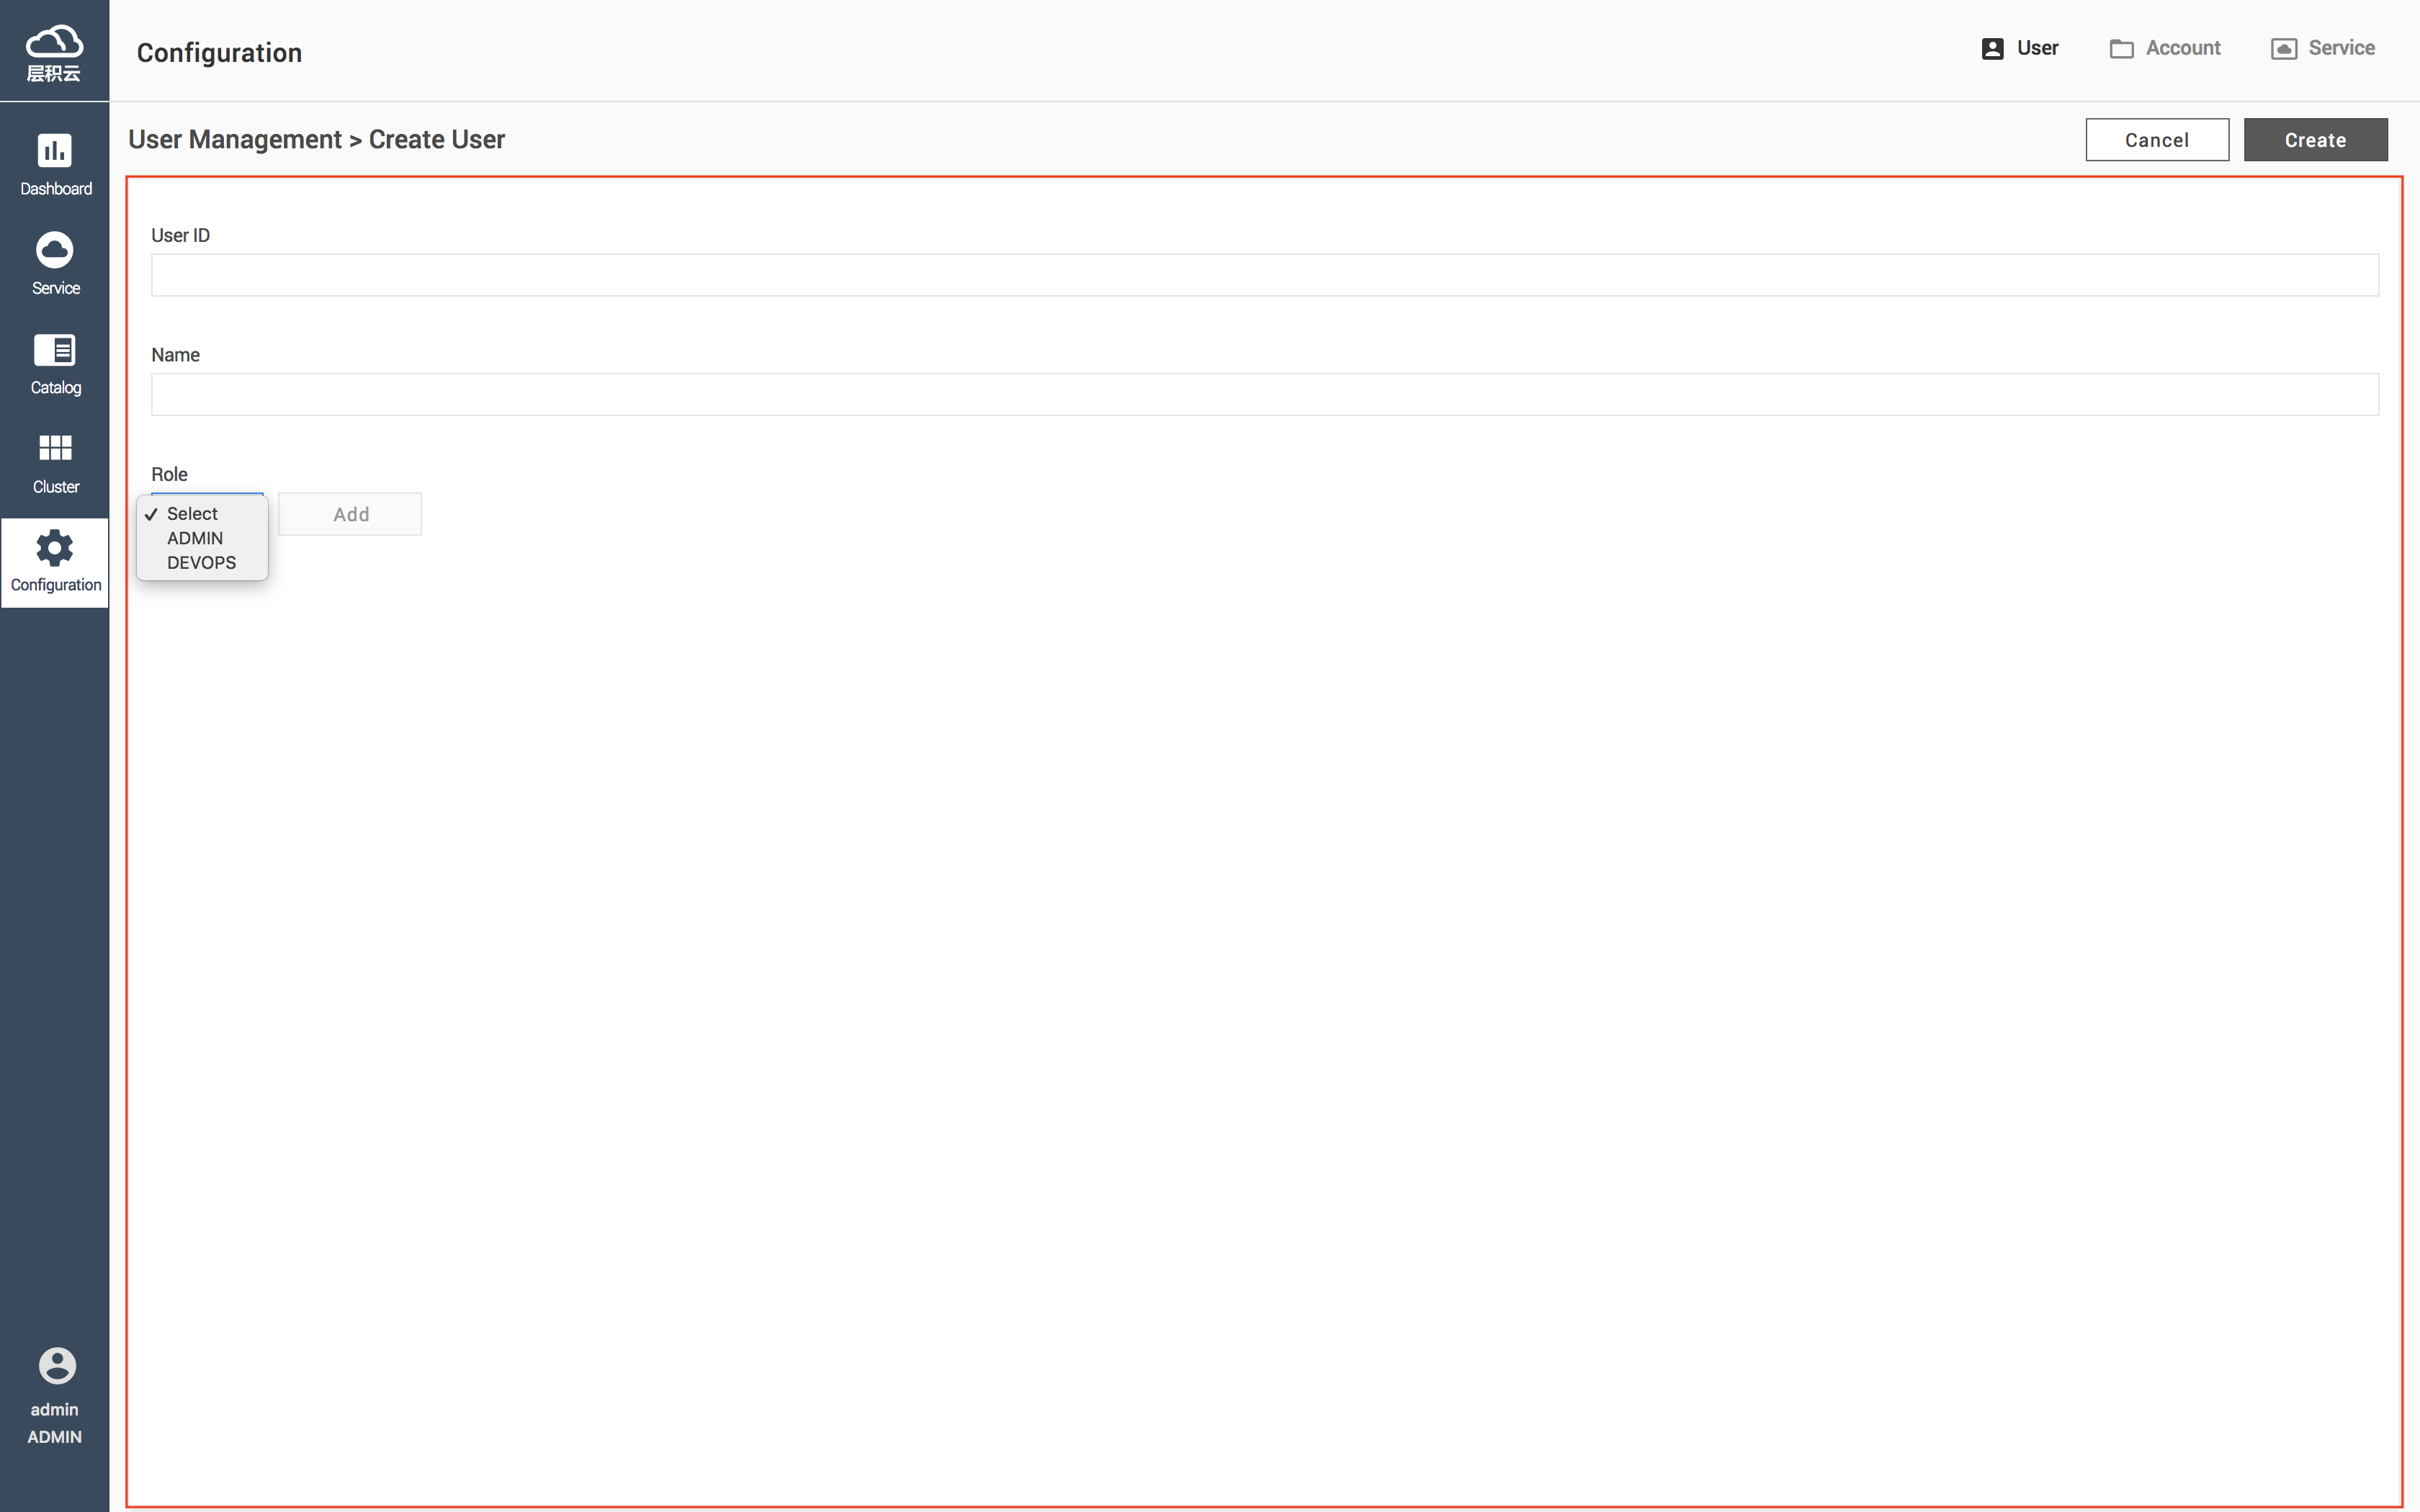 层积云
Configuration
User
Account
Service
User Management > Create User
Cancel
Create
Dashboard
Service
Catalog
Cluster
Configuration
User ID
Name
Role
Select
ADMIN
DEVOPS
Add
admin
ADMIN